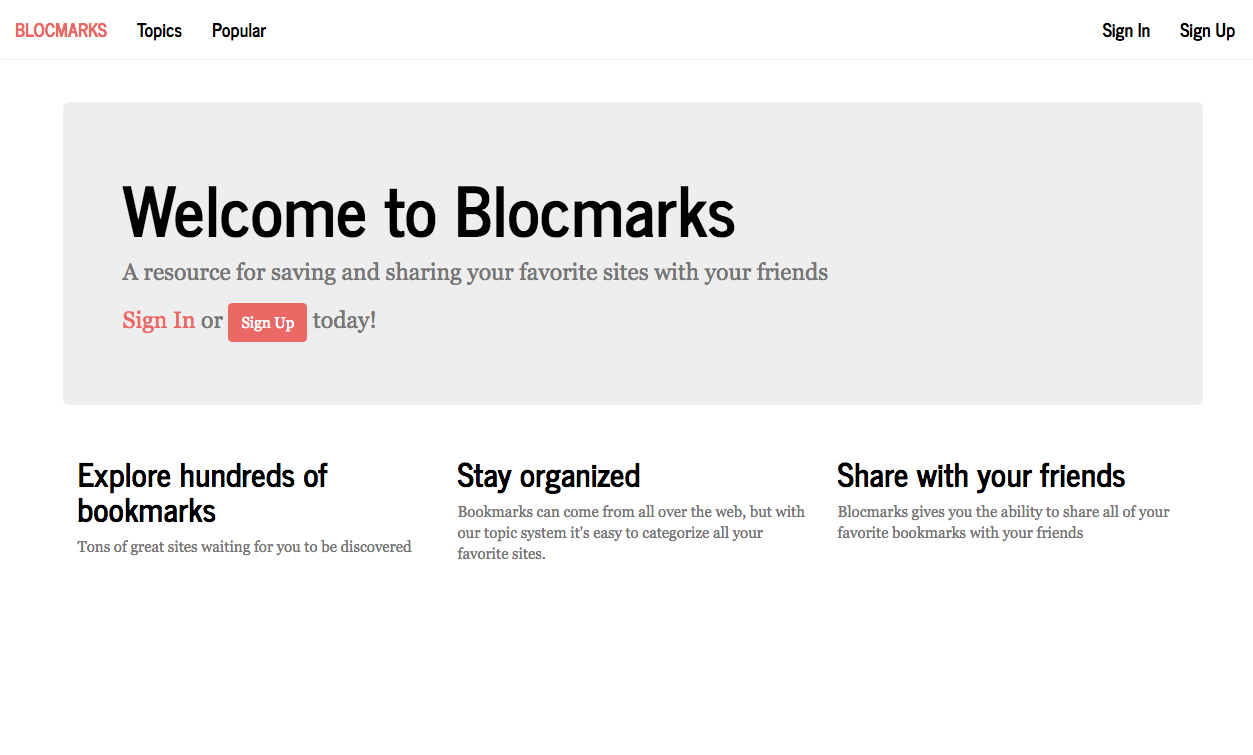 BLOCMARKS Topics Popular Sign In Sign Up
Welcome to Blocmarks
A resource for saving and sharing your favorite sites with your friends
Sign In or Sign Up today!
Explore hundreds of
bookmarks
Tons of great sites waiting for you to be discovered
Stay organized
Bookmarks can come from all over the web, but with
our topic system it's easy to categorize all your
favorite sites.
Share with your friends
Blocmarks gives you the ability to share all of your
favorite bookmarks with your friends